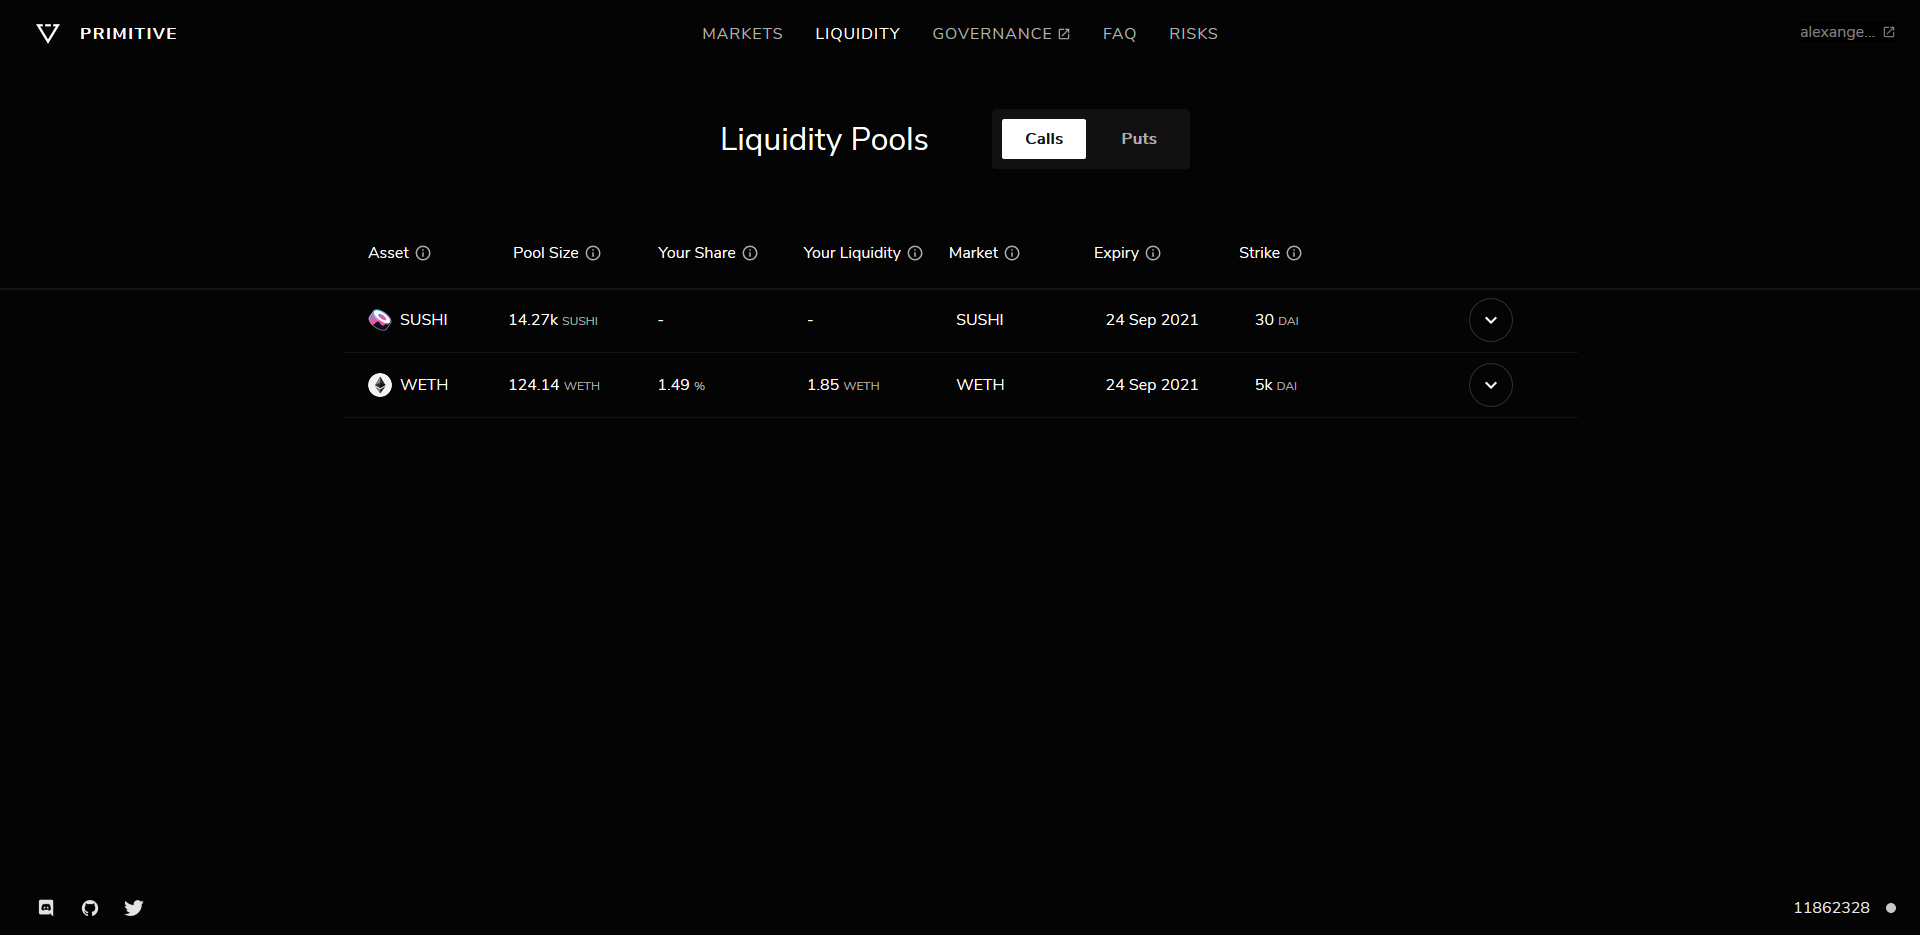 PRIMITIVE MARKETS LIQUIDITY GOVERNANCE FAQ RISKS alexange...
Liquidity Pools Calls Puts
Asset Pool Size Your Share Your Liquidity Market Expiry Strike
SUSHI 14.27k SUSHI - - SUSHI 24 Sep 2021 30 DAI
WETH 124.14 WETH 1.49 % 1.85 WETH WETH 24 Sep 2021 5k DAI
11862328